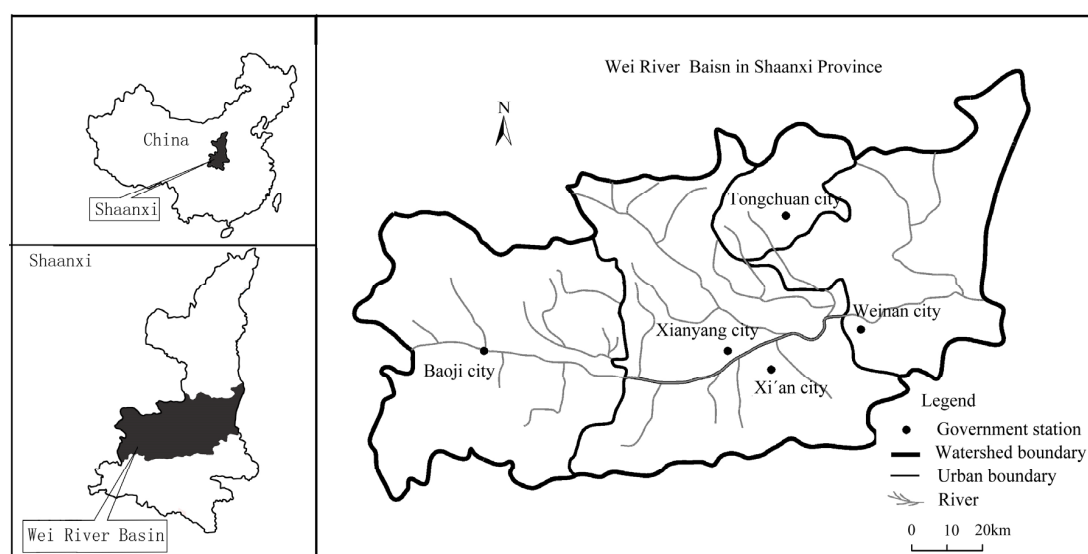 China
Shaanxi
Shaanxi
Wei River Basin
Wei River Baisn in Shaanxi Province
N
Tongchuan city
Weinan city
Xianyang city
Baoji city
Xi´an city
Legend
Government station
Watershed boundary
Urban boundary
River
0 10 20km